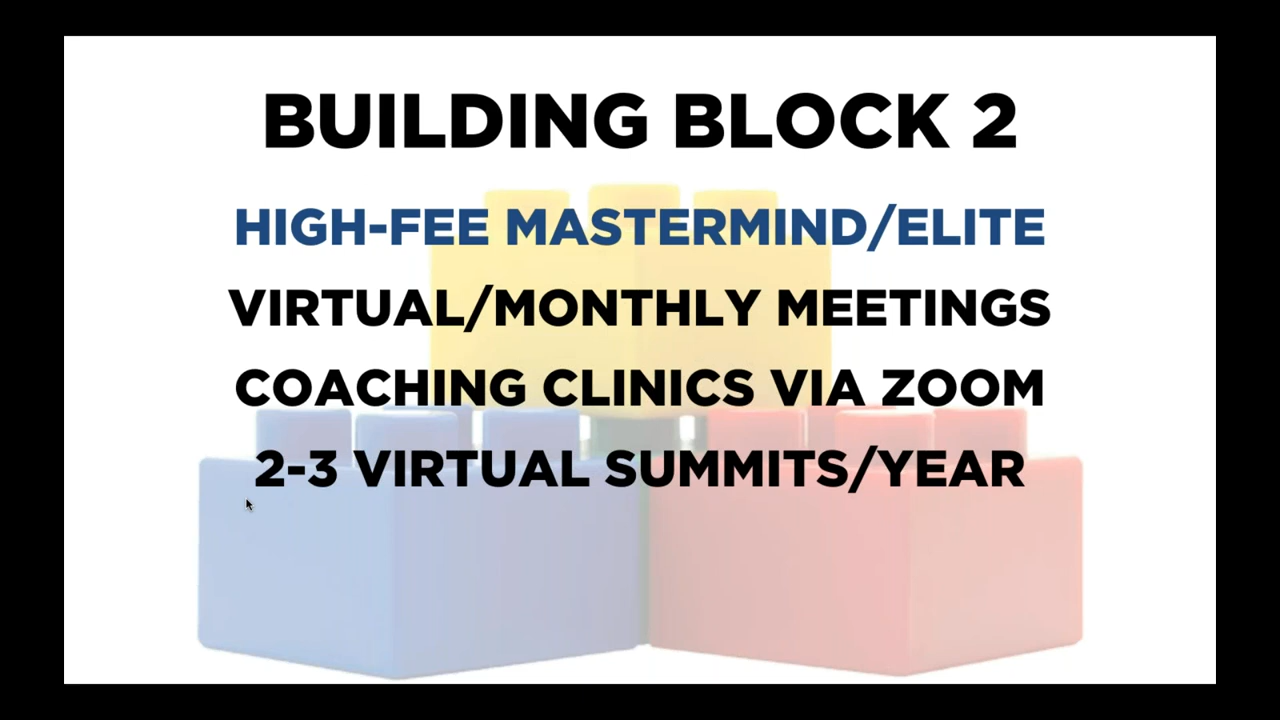 BUILDING BLOCK 2
HIGH-FEE MASTERMIND/ELITE
VIRTUAL/MONTHLY MEETINGS
COACHING CLINICS VIA ZOOM
2-3 VIRTUAL SUMMITS/YEAR